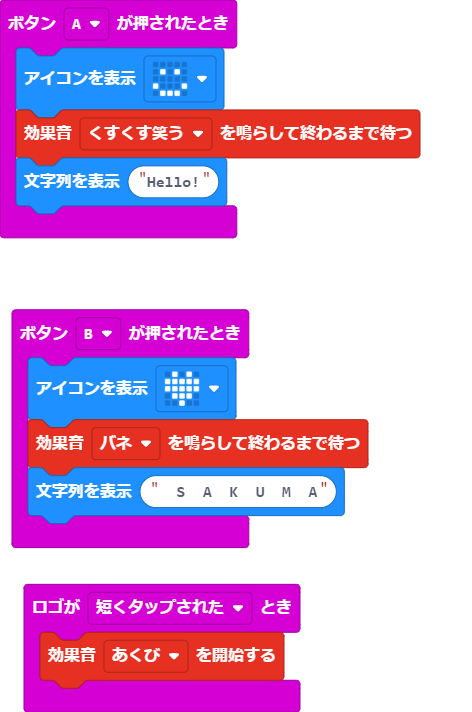 ボタン A が押されたとき
アイコンを表示
効果音 くすくす笑う を鳴らして終わるまで待つ
文字列を表示 "Hello!"
ボタン B が押されたとき
アイコンを表示
効果音 バネ を鳴らして終わるまで待つ
文字列を表示 " S A K U M A"
ロゴが 短くタップされた とき
効果音 あくび を開始する